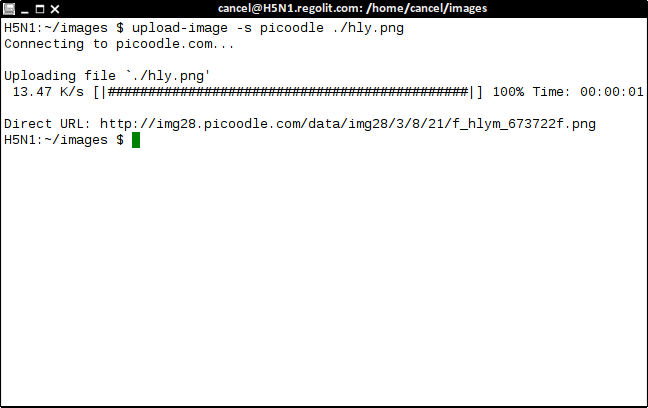 cancel@H5N1.regolit.com: /home/cancel/images
H5N1:~/images $ upload-image -s picoodle ./hly.png
Connecting to picoodle.com...
Uploading file `./hly.png'
13.47 K/s [|#############################################|] 100% Time: 00:00:01
Direct URL: http://img28.picoodle.com/data/img28/3/8/21/f_hlym_673722f.png
H5N1:~/images $